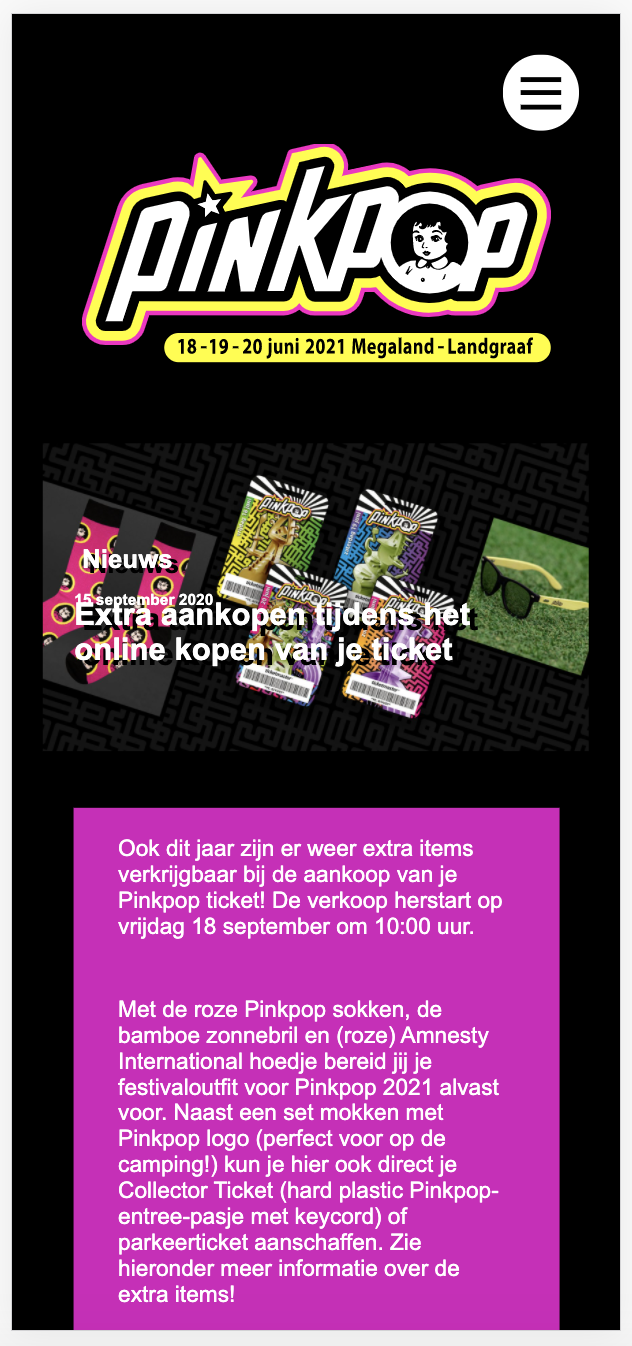 Pinkpop
18 - 19 - 20 juni 2021 Megaland - Landgraaf
Nieuws
15 september 2020
Extra aankopen tijdens het
online kopen van je ticket
Ook dit jaar zijn er weer extra items
verkrijgbaar bij de aankoop van je
Pinkpop ticket! De verkoop herstart op
vrijdag 18 september om 10:00 uur.
Met de roze Pinkpop sokken, de
bamboe zonnebril en (roze) Amnesty
International hoedje bereid jij je
festivaloutfit voor Pinkpop 2021 alvast
voor. Naast een set mokken met
Pinkpop logo (perfect voor op de
camping!) kun je hier ook direct je
Collector Ticket (hard plastic Pinkpop-
entree-pasje met keycord) of
parkeerticket aanschaffen. Zie
hieronder meer informatie over de
extra items!